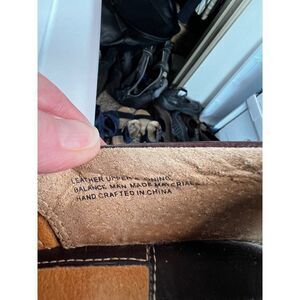 LEATHER UPPER & LINING,
BALANCE MAN MADE MATERIALS
HAND CRAFTED IN CHINA